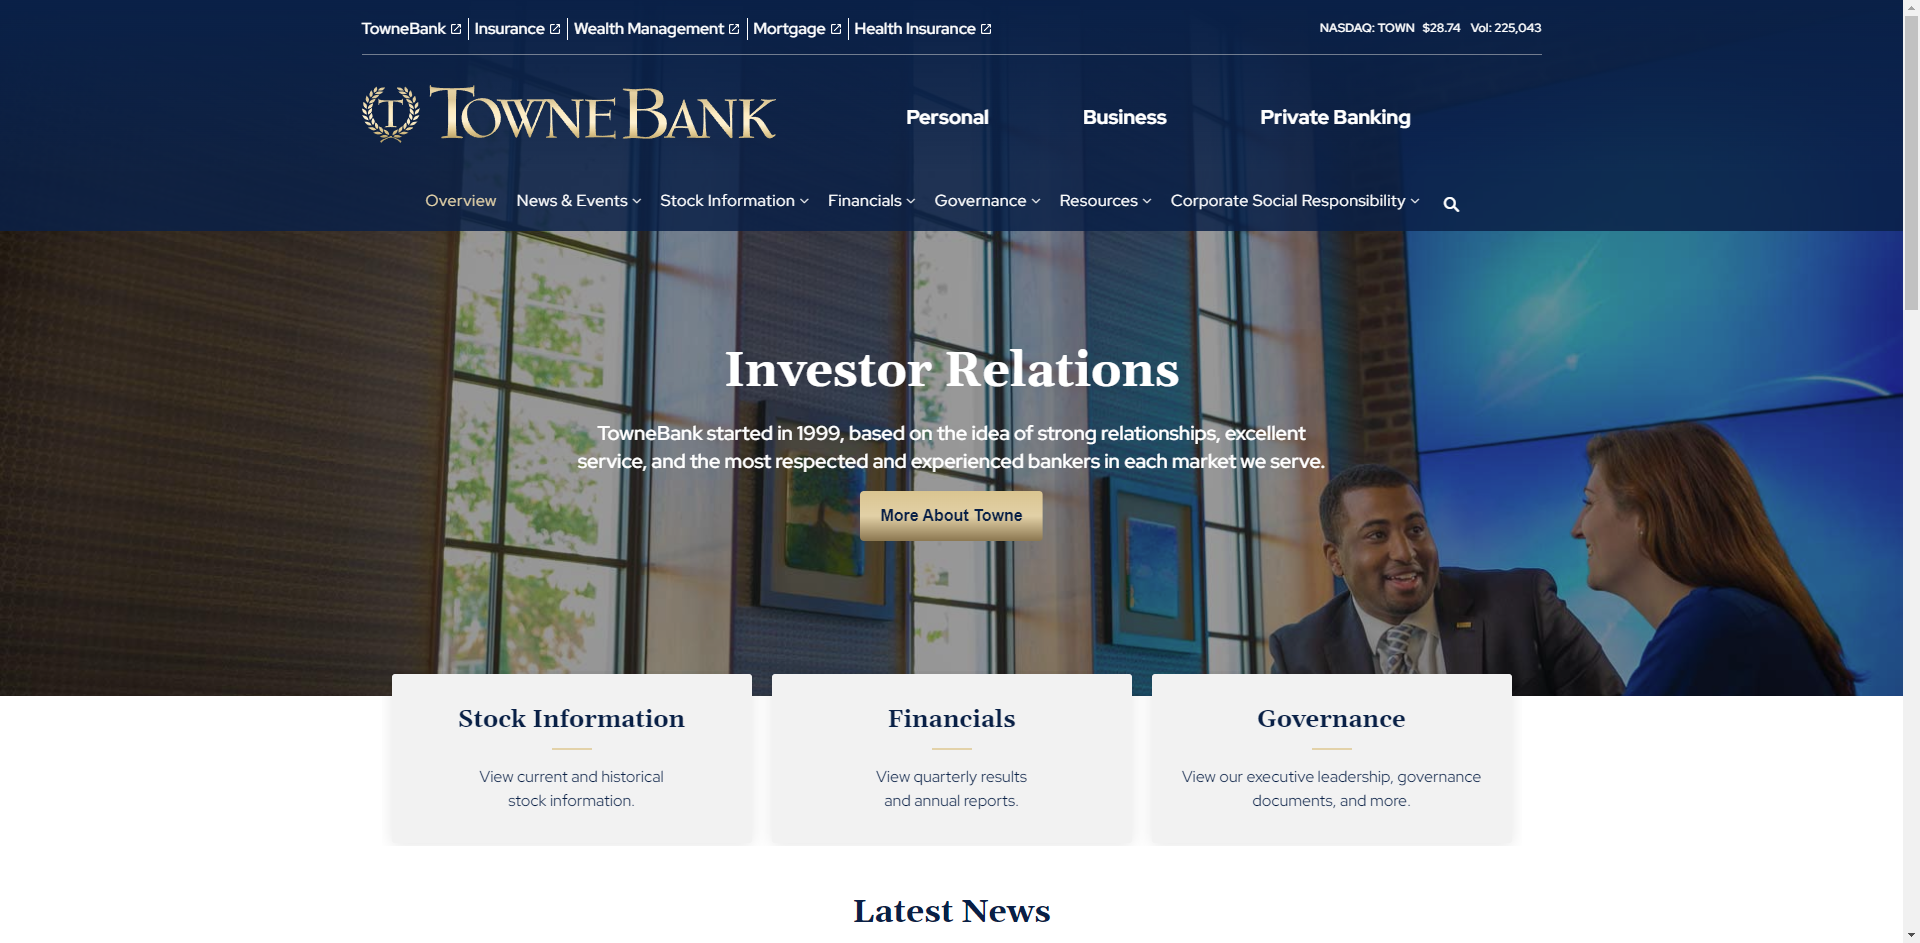 TowneBank Insurance Wealth Management Mortgage Health Insurance NASDAQ: TOWN $28.74 Vol: 225,043
T TOWNE BANK
Personal Business Private Banking
Overview News & Events Stock Information Financials Governance Resources Corporate Social Responsibility
Investor Relations
TowneBank started in 1999, based on the idea of strong relationships, excellent
service, and the most respected and experienced bankers in each market we serve.
More About Towne
Stock Information
View current and historical
stock information.
Financials
View quarterly results
and annual reports.
Governance
View our executive leadership, governance
documents, and more.
Latest News